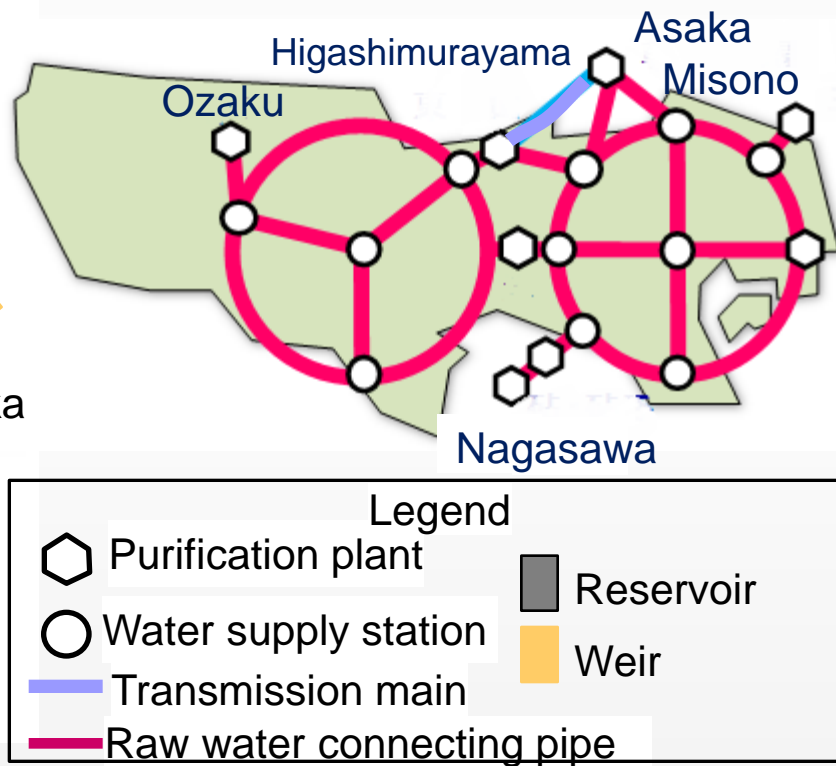 Asaka
Higashimurayama
Misono
Ozaku
Nagasawa
Legend
Purification plant
Reservoir
Water supply station
Weir
Transmission main
Raw water connecting pipe